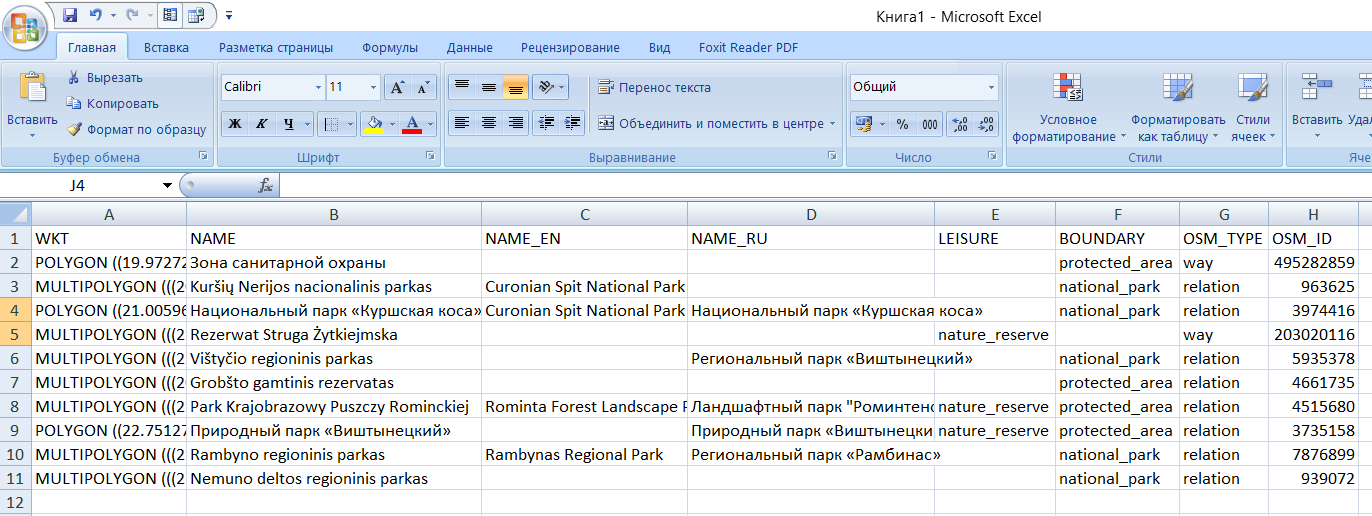 Книга1 - Microsoft Excel
Главная Вставка Разметка страницы Формулы Данные Рецензирование Вид Foxit Reader PDF
Вставить Вырезать Копировать Формат по образцу
Буфер обмена
Calibri 11
Ж К Ч
Шрифт
Перенос текста
Объединить и поместить в центре
Выравнивание
Общий
% 000 ,00 ,00
Число
Условное форматирование Форматировать как таблицу Стили ячеек
Стили
Вставить Удал
Яче
J4 fx
A B C D E F G H
1 WKT NAME NAME_EN NAME_RU LEISURE BOUNDARY OSM_TYPE OSM_ID
2 POLYGON ((19.97272 Зона санитарной охраны protected_area way 495282859
3 MULTIPOLYGON (((2 Kuršių Nerijos nacionalinis parkas Curonian Spit National Park national_park relation 963625
4 POLYGON ((21.00596 Национальный парк «Куршская коса» Curonian Spit National Park Национальный парк «Куршская коса» national_park relation 3974416
5 MULTIPOLYGON (((2 Rezerwat Struga Żytkiejmska nature_reserve way 203020116
6 MULTIPOLYGON (((2 Vištyčio regioninis parkas Региональный парк «Виштынецкий» national_park relation 5935378
7 MULTIPOLYGON (((2 Grobšto gamtinis rezervatas protected_area relation 4661735
8 MULTIPOLYGON (((2 Park Krajobrazowy Puszczy Rominckiej Rominta Forest Landscape Ландшафтный парк "Роминтенс nature_reserve protected_area relation 4515680
9 POLYGON ((22.75127 Природный парк «Виштынецкий» Природный парк «Виштынецки nature_reserve protected_area relation 3735158
10 MULTIPOLYGON (((2 Rambyno regioninis parkas Rambynas Regional Park Региональный парк «Рамбинас» national_park relation 7876899
11 MULTIPOLYGON (((2 Nemuno deltos regioninis parkas national_park relation 939072
12